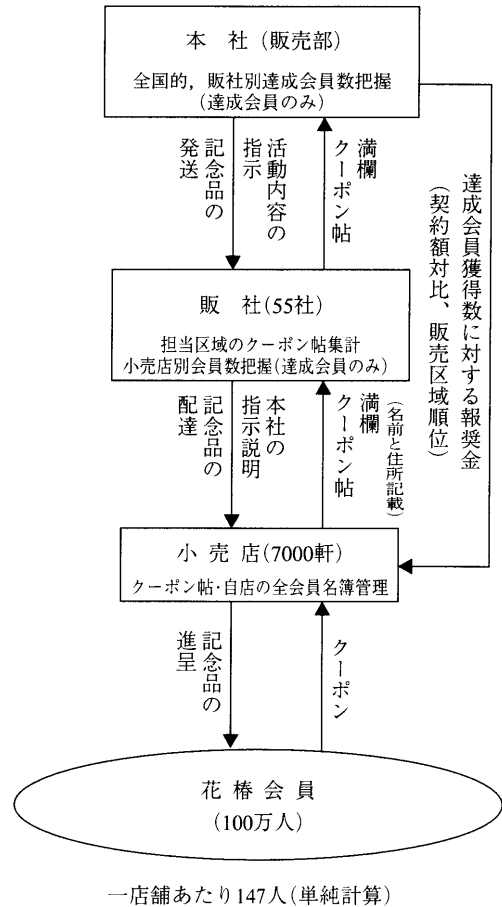 本社(販売部)
全国的,販社別達成会員数把握
(達成会員のみ)
活動内容の
指示
記念品の
発送
満欄
クーポン帖
達成会員獲得数に対する報奨金
(契約額対比、販売区域順位)
販社(55社)
担当区域のクーポン帖集計
小売店別会員数把握(達成会員のみ)
本社の
指示説明
記念品の
配達
(名前と住所記載)
満欄
クーポン帖
小売店(7000軒)
クーポン帖・自店の全会員名簿管理
記念品の
進呈
クーポン
花椿会員
(100万人)
一店舗あたり147人(単純計算)